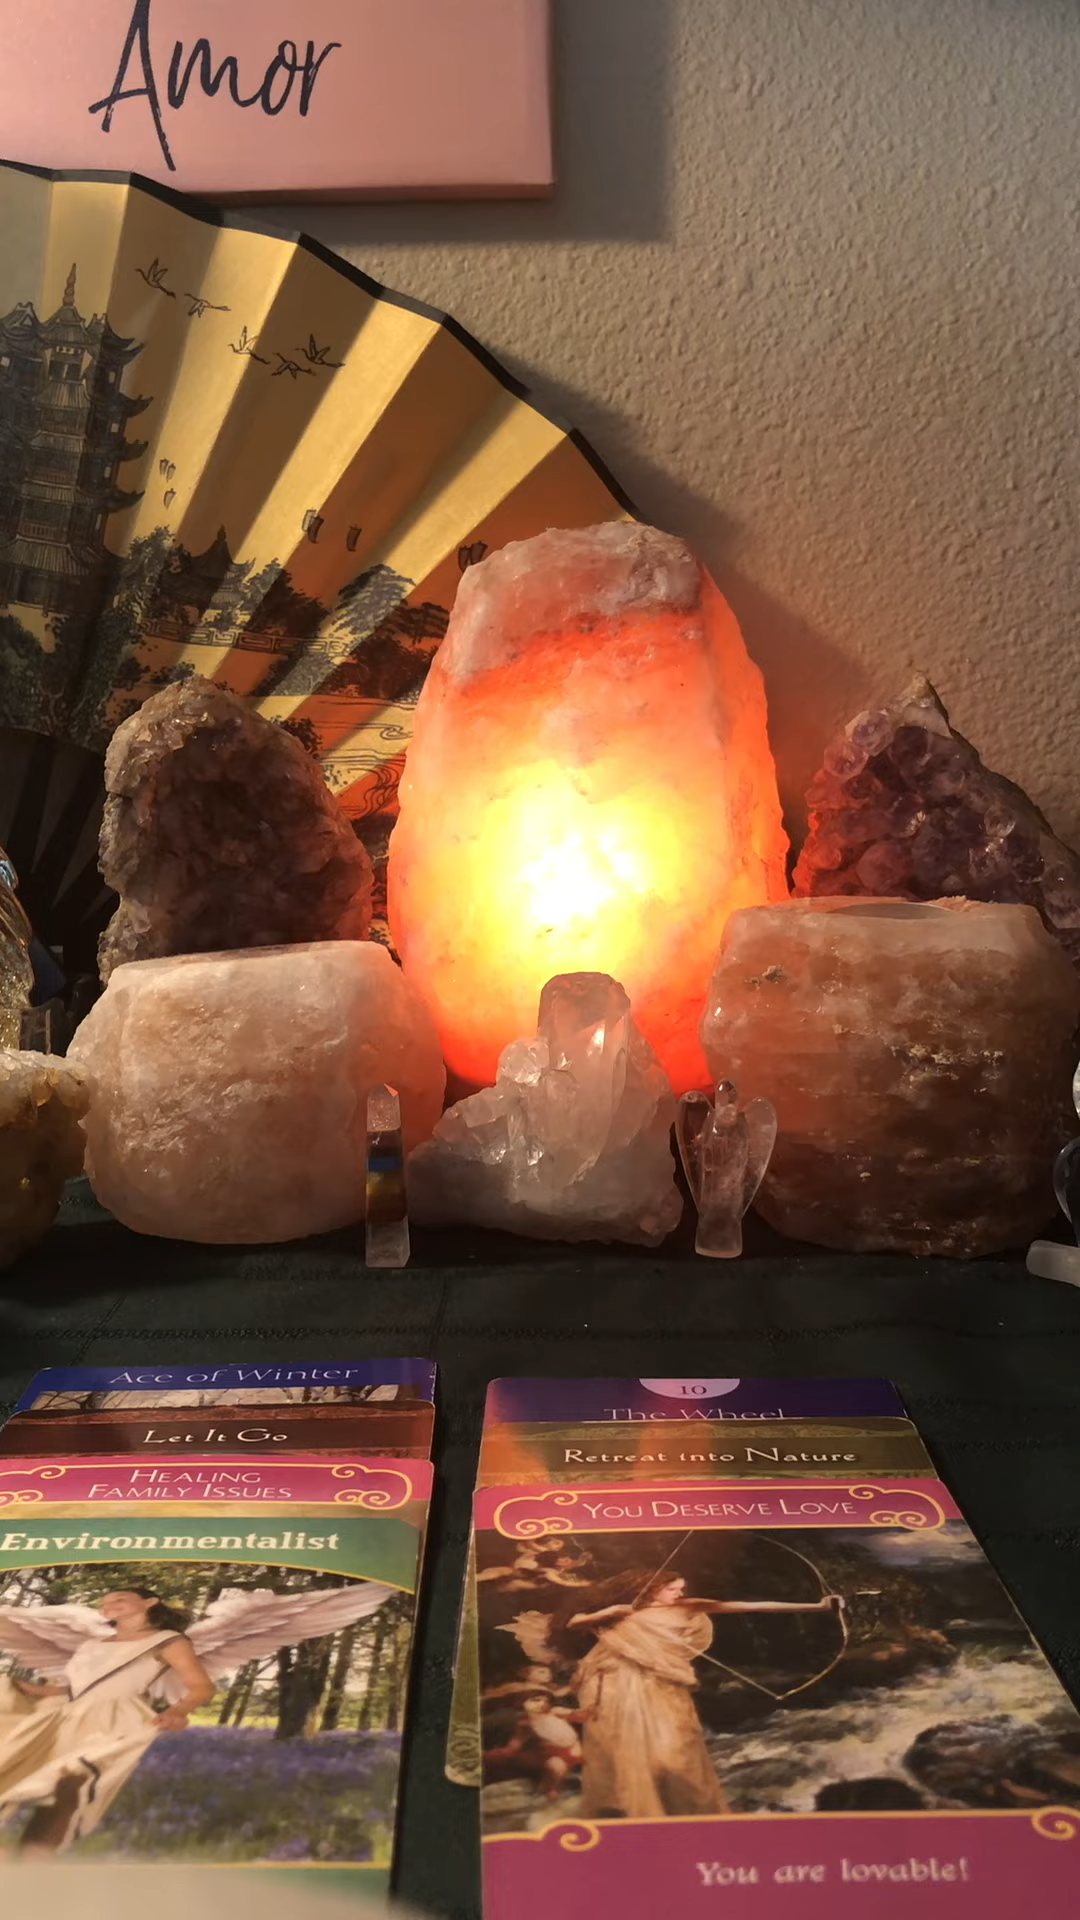 Amor
Ace of Winter
Let It Go
HEALING
FAMILY ISSUES
Environmentalist
10
The Wheel
Retreat into Nature
YOU DESERVE LOVE
You are lovable!